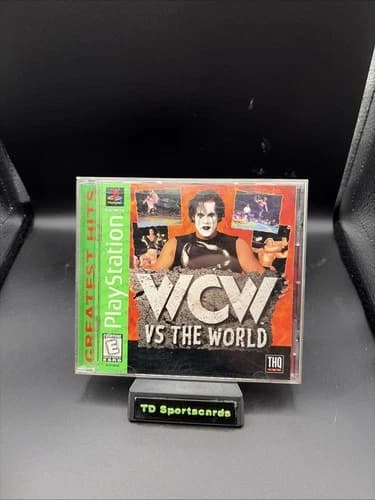 GREATEST HITS
PlayStation
WCW
VS THE WORLD
E
THQ
TD Sportscards